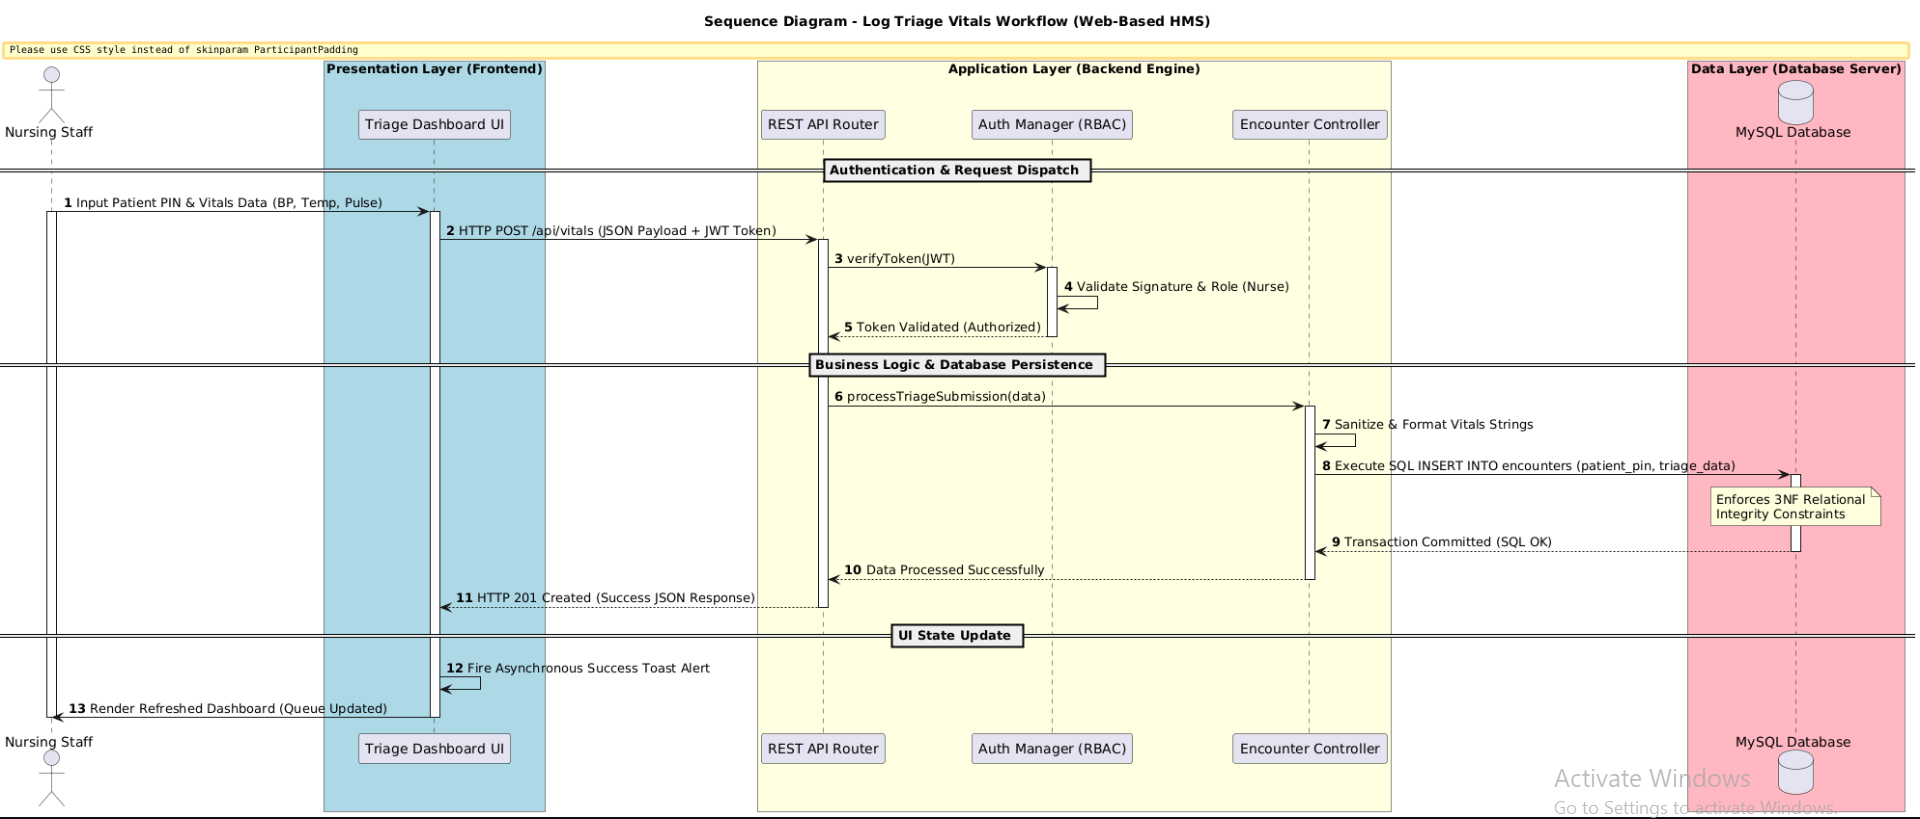 Sequence Diagram - Log Triage Vitals Workflow (Web-Based HMS)
Please use CSS style instead of skinparam ParticipantPadding
Presentation Layer (Frontend)
Application Layer (Backend Engine)
Data Layer (Database Server)
Nursing Staff
Triage Dashboard UI
REST API Router
Auth Manager (RBAC)
Encounter Controller
MySQL Database
Authentication & Request Dispatch
1 Input Patient PIN & Vitals Data (BP, Temp, Pulse)
2 HTTP POST /api/vitals (JSON Payload + JWT Token)
3 verifyToken(JWT)
4 Validate Signature & Role (Nurse)
5 Token Validated (Authorized)
Business Logic & Database Persistence
6 processTriageSubmission(data)
7 Sanitize & Format Vitals Strings
8 Execute SQL INSERT INTO encounters (patient_pin, triage_data)
Enforces 3NF Relational
Integrity Constraints
9 Transaction Committed (SQL OK)
10 Data Processed Successfully
11 HTTP 201 Created (Success JSON Response)
UI State Update
12 Fire Asynchronous Success Toast Alert
13 Render Refreshed Dashboard (Queue Updated)
Nursing Staff
Triage Dashboard UI
REST API Router
Auth Manager (RBAC)
Encounter Controller
MySQL Database
Activate Windows
Go to Settings to activate Windows.